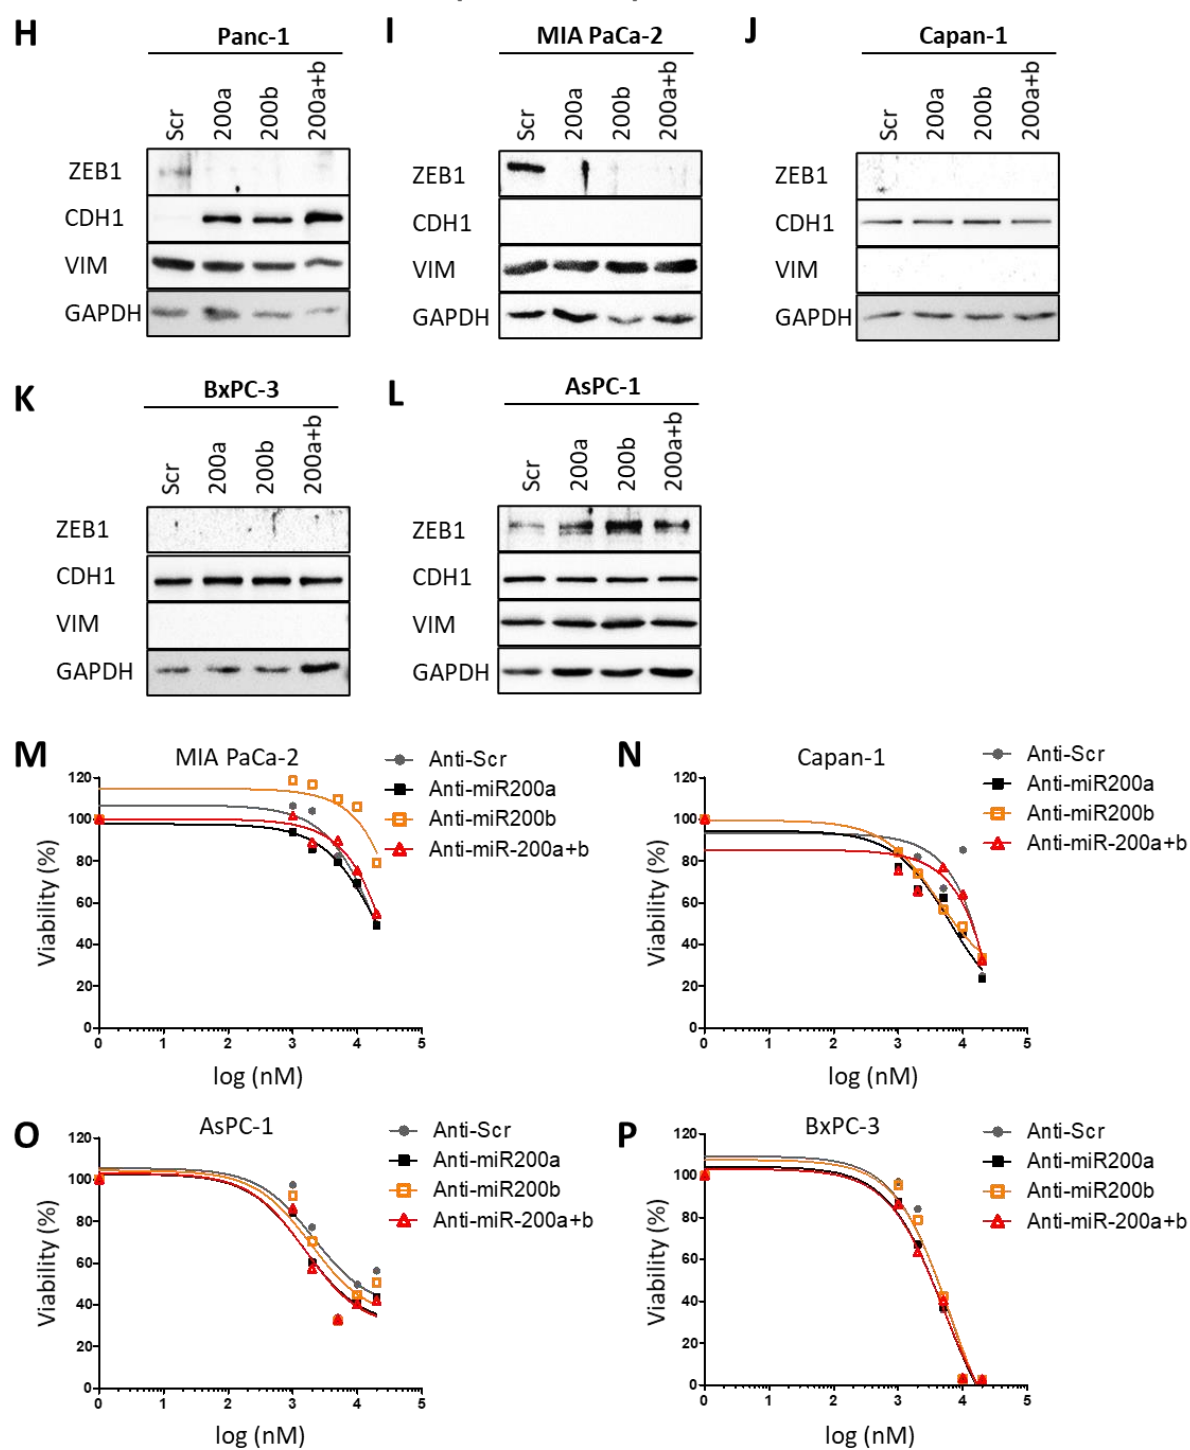 H Panc-1
Scr 200a 200b 200a+b
ZEB1
CDH1
VIM
GAPDH
I MIA PaCa-2
Scr 200a 200b 200a+b
ZEB1
CDH1
VIM
GAPDH
J Capan-1
Scr 200a 200b 200a+b
ZEB1
CDH1
VIM
GAPDH
K BxPC-3
Scr 200a 200b 200a+b
ZEB1
CDH1
VIM
GAPDH
L AsPC-1
Scr 200a 200b 200a+b
ZEB1
CDH1
VIM
GAPDH
M MIA PaCa-2
Anti-Scr
Anti-miR200a
Anti-miR200b
Anti-miR-200a+b
Viability (%)
120
100
80
60
40
20
0
0 1 2 3 4 5
log (nM)
N Capan-1
Anti-Scr
Anti-miR200a
Anti-miR200b
Anti-miR-200a+b
Viability (%)
120
100
80
60
40
20
0
0 1 2 3 4 5
log (nM)
O AsPC-1
Anti-Scr
Anti-miR200a
Anti-miR200b
Anti-miR-200a+b
Viability (%)
120
100
80
60
40
20
0
0 1 2 3 4 5
log (nM)
P BxPC-3
Anti-Scr
Anti-miR200a
Anti-miR200b
Anti-miR-200a+b
Viability (%)
120
100
80
60
40
20
0
0 1 2 3 4 5
log (nM)